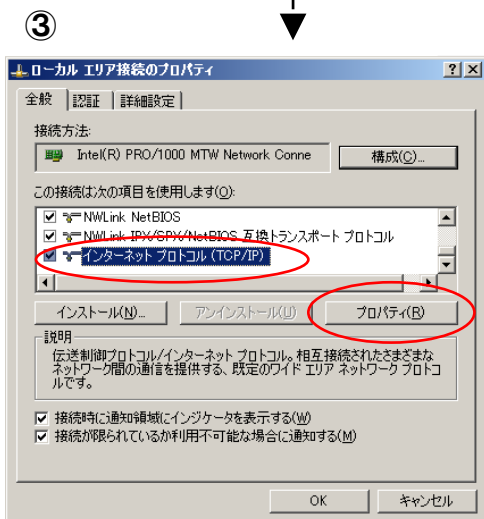 ③
ローカル エリア接続のプロパティ
全般 認証 詳細設定
接続方法:
Intel(R) PRO/1000 MTW Network Conne 構成(C)...
この接続は次の項目を使用します(O):
NWLink NetBIOS
NWLink IPX/SPX/NetBIOS 互換トランスポート プロトコル
インターネット プロトコル (TCP/IP)
インストール(N)... アンインストール(U) プロパティ(R)
説明
伝送制御プロトコル/インターネット プロトコル。相互接続されたさまざまな
ネットワーク間の通信を提供する、既定のワイド エリア ネットワーク プロトコ
ルです。
接続時に通知領域にインジケータを表示する(W)
接続が限られているか利用不可能な場合に通知する(M)
OK キャンセル